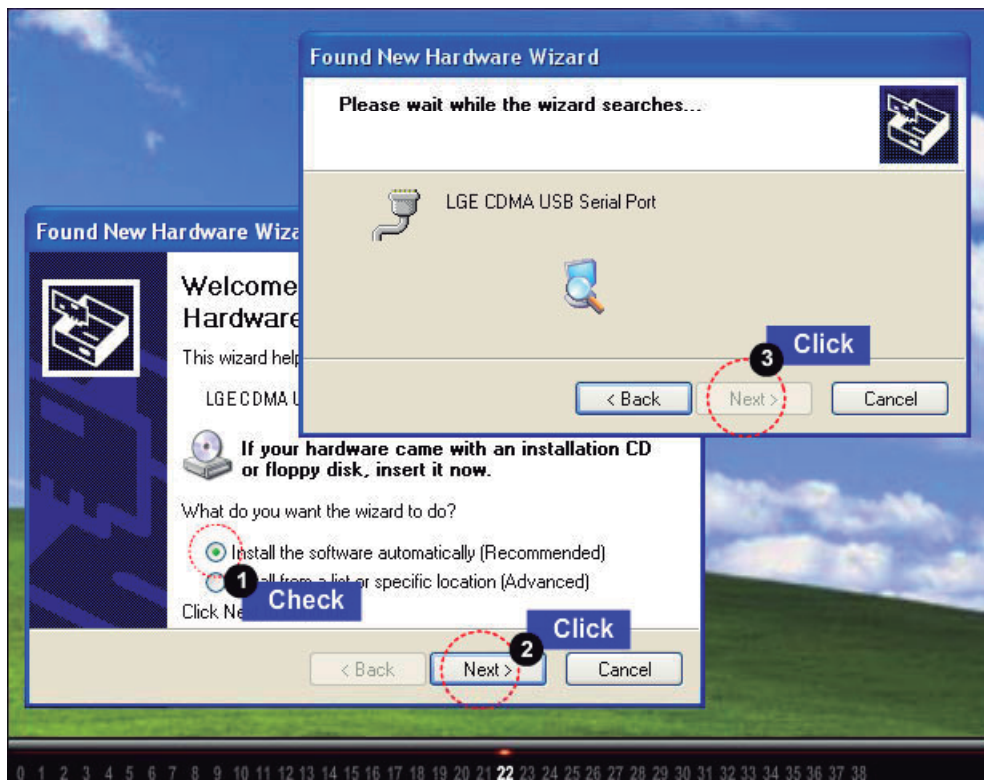 Found New Hardware Wizard
Please wait while the wizard searches...
LGE CDMA USB Serial Port
3 Click
< Back Next > Cancel
Found New Hardware Wiza
Welcome
Hardware
This wizard help
LGE CDMA U
If your hardware came with an installation CD
or floppy disk, insert it now.
What do you want the wizard to do?
Install the software automatically (Recommended)
from a list or specific location (Advanced)
1 Check
Click Ne
2 Click
< Back Next > Cancel
0 1 2 3 4 5 6 7 8 9 10 11 12 13 14 15 16 17 18 19 20 21 22 23 24 25 26 27 28 29 30 31 32 33 34 35 36 37 38